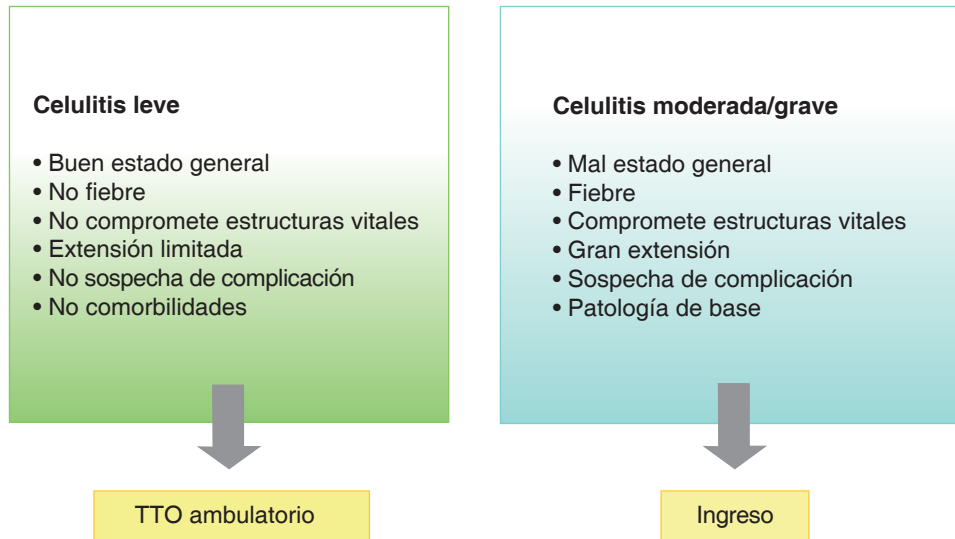 Celulitis leve
• Buen estado general
• No fiebre
• No compromete estructuras vitales
• Extensión limitada
• No sospecha de complicación
• No comorbilidades
TTO ambulatorio
Celulitis moderada/grave
• Mal estado general
• Fiebre
• Compromete estructuras vitales
• Gran extensión
• Sospecha de complicación
• Patología de base
Ingreso